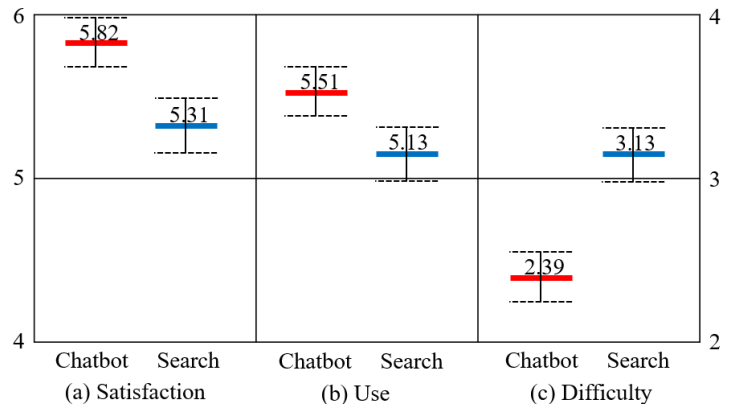 6
5
4
5.82
5.31
5.51
5.13
2.39
3.13
4
3
2
Chatbot Search
Chatbot Search
Chatbot Search
(a) Satisfaction
(b) Use
(c) Difficulty